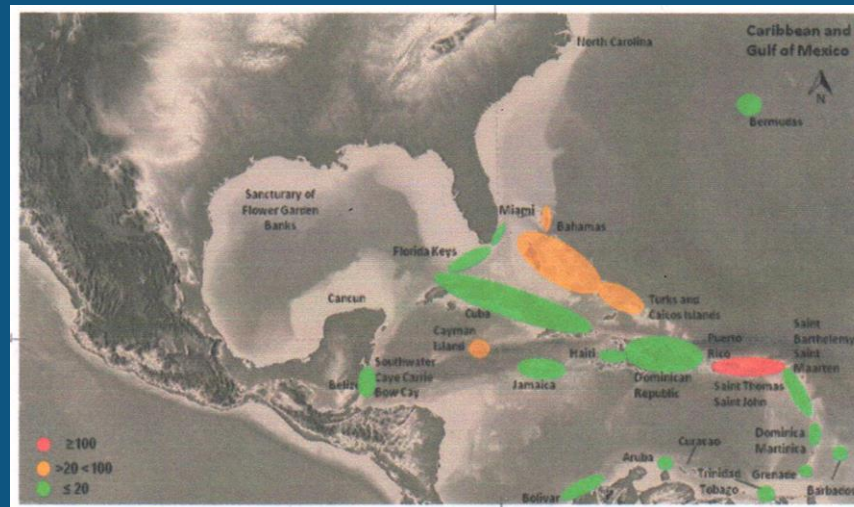 Caribbean and
Gulf of Mexico
N
North Carolina
Bermudas
Sancturary of
Flower Garden
Banks
Miami
Bahamas
Florida Keys
Cancun
Cuba
Turks and
Caicos Islands
Cayman
Island
Haiti
Puerto
Rico
Saint
Barthelemy
Saint
Maarten
Belize
Southwater
Caye Carrie
Bow Cay
Jamaica
Dominican
Republic
Saint Thomas
Saint John
≥100
>20 <100
≤ 20
Dominica
Martinica
Curacao
Aruba
Trinidad
Tobago
Grenade
Barbados
Bolivar